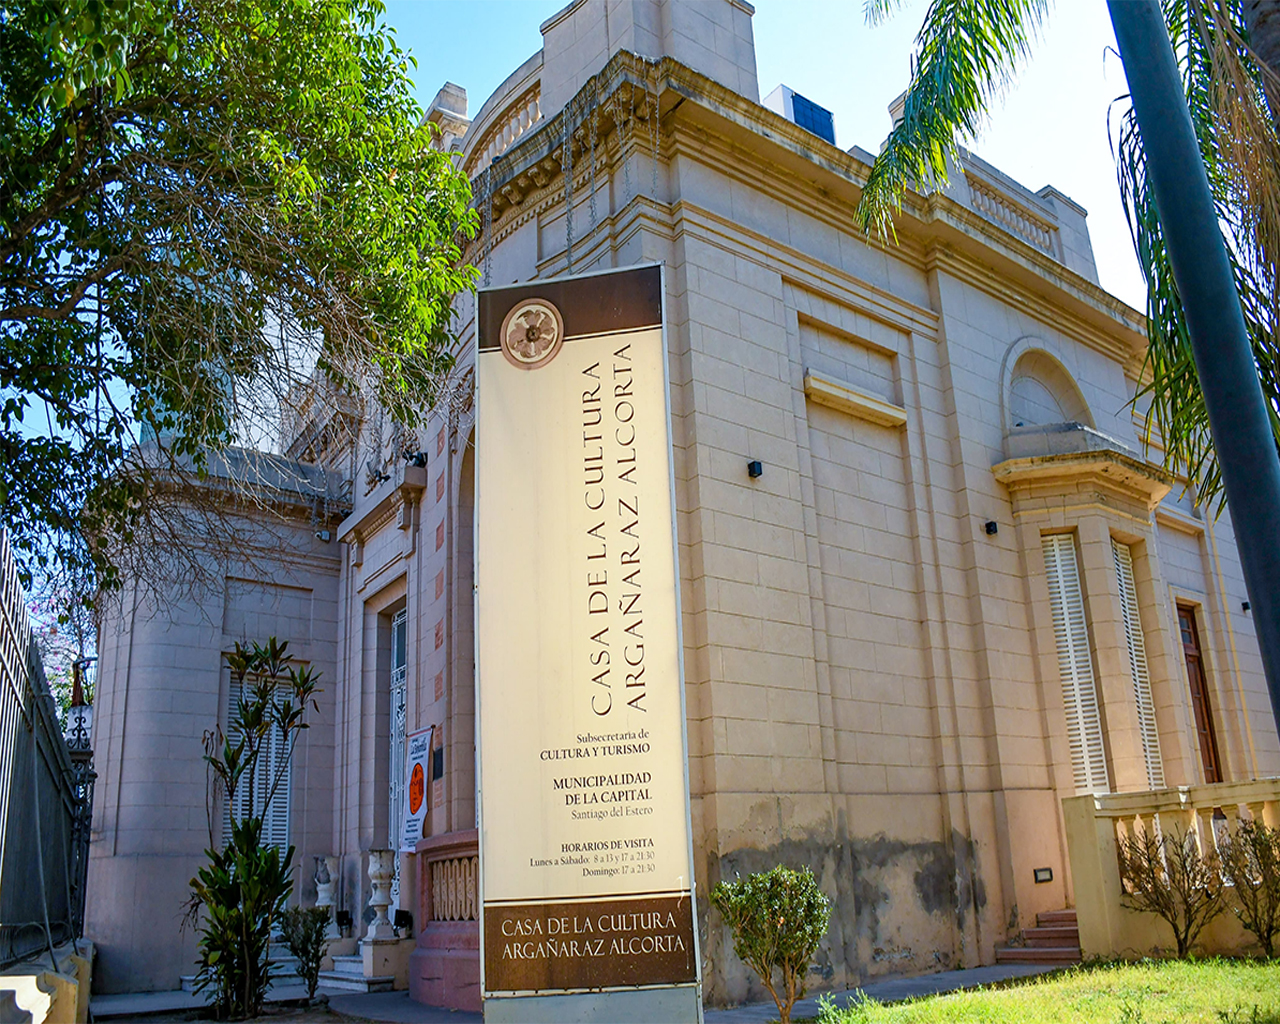 CASA DE LA CULTURA
ARGAÑARAZ ALCORTA
Subsecretaría de
CULTURA Y TURISMO
MUNICIPALIDAD
DE LA CAPITAL
Santiago del Estero
HORARIOS DE VISITA
Lunes a Sábado: 8 a 13 y 17 a 21:30
Domingo: 17 a 21:30
CASA DE LA CULTURA
ARGAÑARAZ ALCORTA